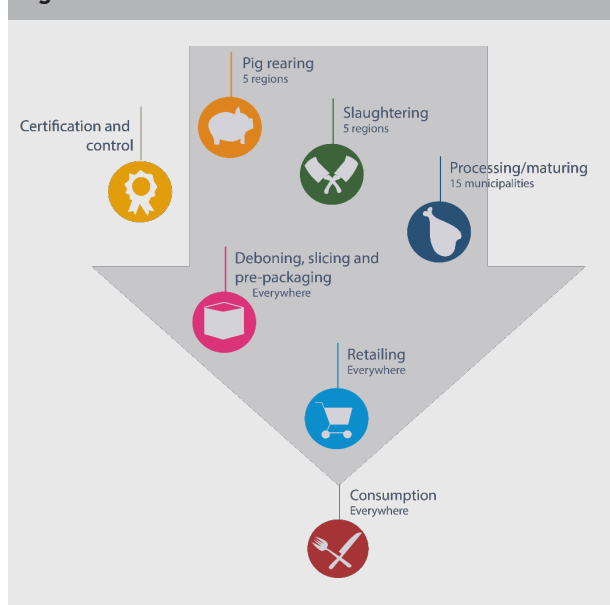 Pig rearing
5 regions
Certification and
control
Slaughtering
5 regions
Processing/maturing
15 municipalities
Deboning, slicing and
pre-packaging
Everywhere
Retailing
Everywhere
Consumption
Everywhere